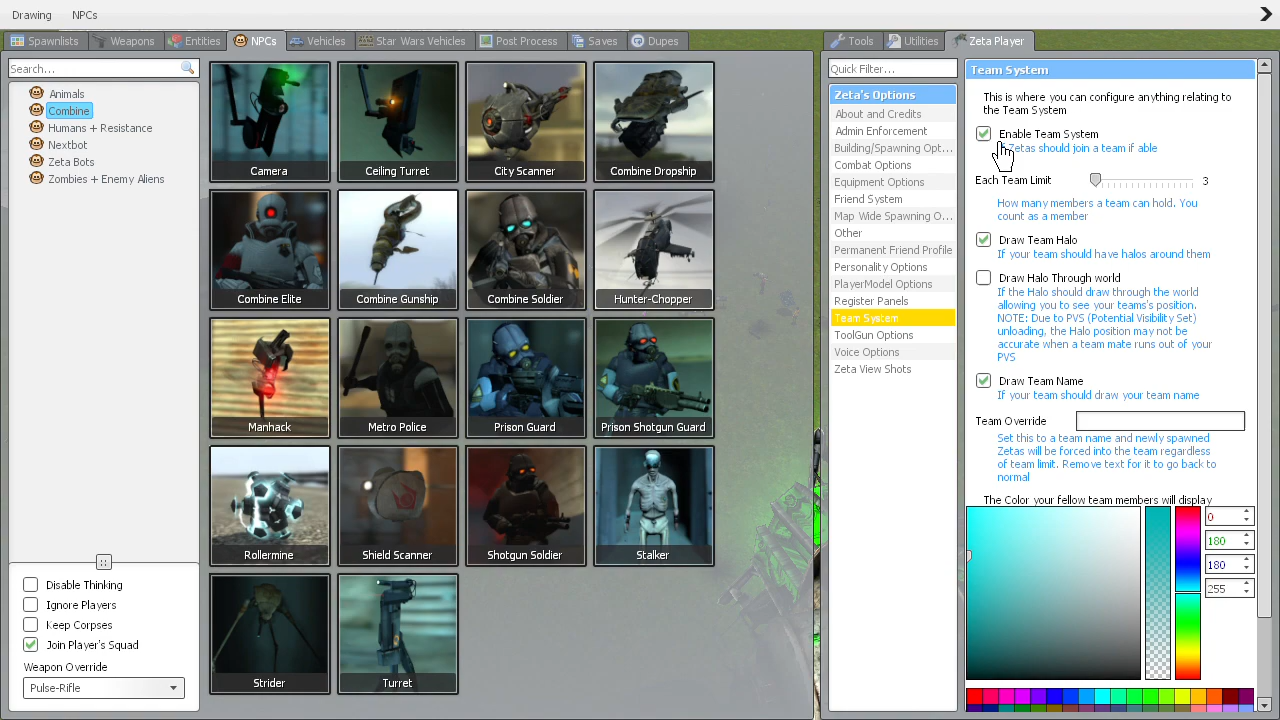 Drawing NPCs
Spawnlists Weapons Entities NPCs Vehicles Star Wars Vehicles Post Process Saves Dupes
Search...
Animals
Combine
Humans + Resistance
Nextbot
Zeta Bots
Zombies + Enemy Aliens
Camera Ceiling Turret City Scanner Combine Dropship
Combine Elite Combine Gunship Combine Soldier Hunter-Chopper
Manhack Metro Police Prison Guard Prison Shotgun Guard
Rollermine Shield Scanner Shotgun Soldier Stalker
Strider Turret
Disable Thinking
Ignore Players
Keep Corpses
Join Player's Squad
Weapon Override
Pulse-Rifle
Tools Utilities Zeta Player
Quick Filter...
Zeta's Options
About and Credits
Admin Enforcement
Building/Spawning Opt...
Combat Options
Equipment Options
Friend System
Map Wide Spawning O...
Other
Permanent Friend Profile
Personality Options
PlayerModel Options
Register Panels
Team System
ToolGun Options
Voice Options
Zeta View Shots
Team System
This is where you can configure anything relating to
the Team System
Enable Team System
Zetas should join a team if able
Each Team Limit 3
How many members a team can hold. You
count as a member
Draw Team Halo
If your team should have halos around them
Draw Halo Through world
If the Halo should draw through the world
allowing you to see your teams's position.
NOTE: Due to PVS (Potential Visibility Set)
unloading, the Halo position may not be
accurate when a team mate runs out of your
PVS
Draw Team Name
If your team should draw your team name
Team Override
Set this to a team name and newly spawned
Zetas will be forced into the team regardless
of team limit. Remove text for it to go back to
normal
The Color your fellow team members will display
0
180
180
255